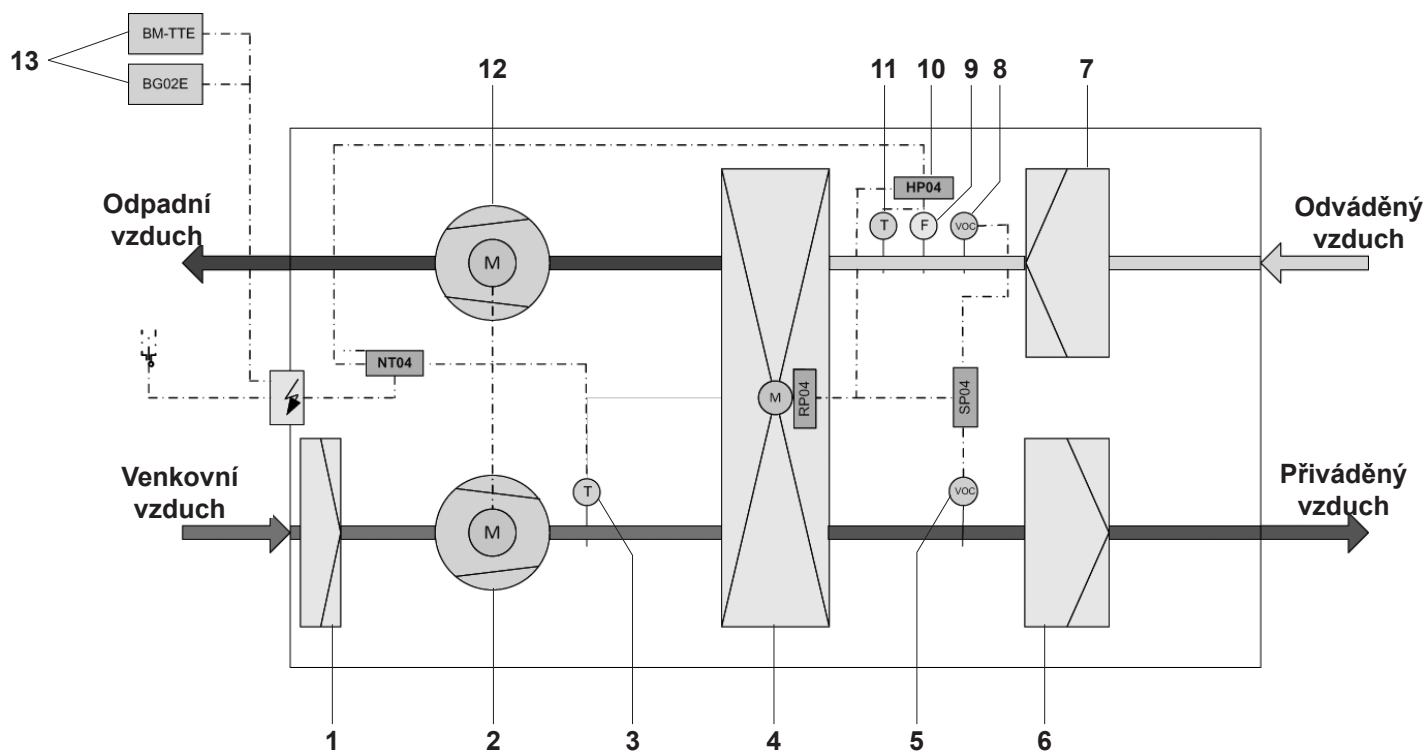 BM-TTE
13
BG02E
12
11
10
9
8
7
HP04
Odpadní
vzduch
T
F
VOC
Odváděný
vzduch
M
NT04
M
RP04
SP04
Venkovní
vzduch
T
VOC
Přiváděný
vzduch
M
1
2
3
4
5
6